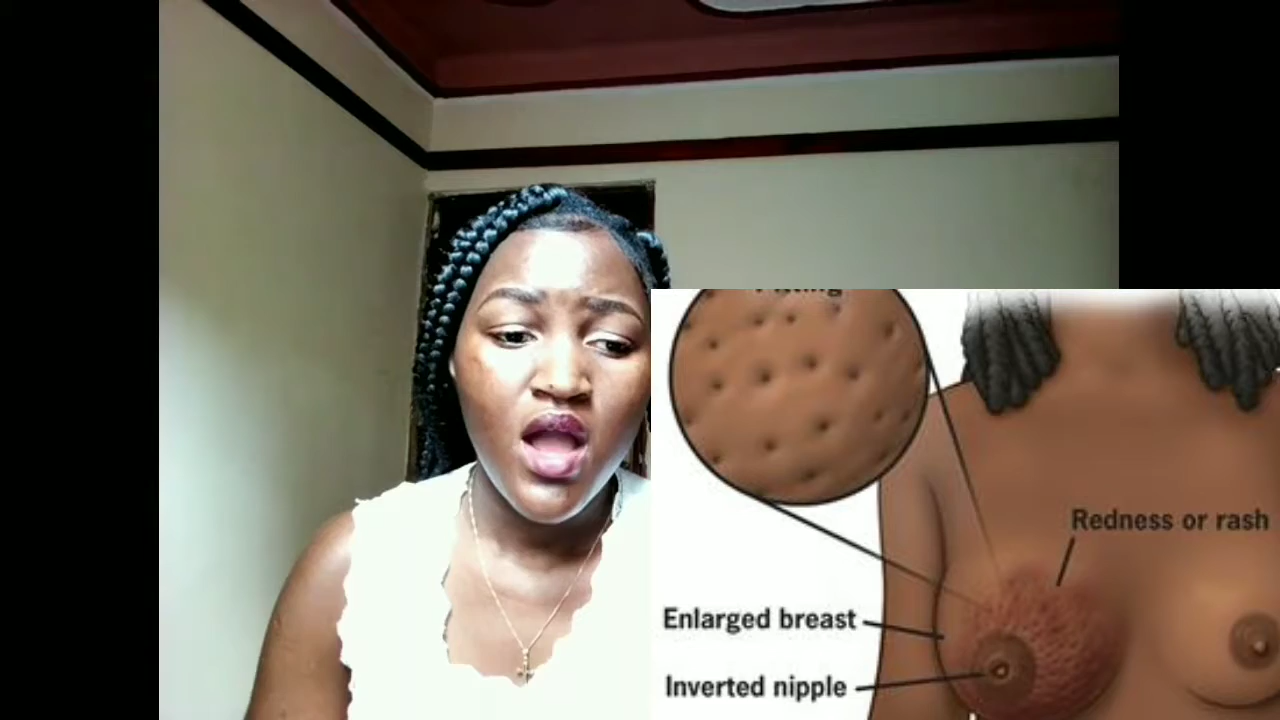 Redness or rash
Enlarged breast
Inverted nipple